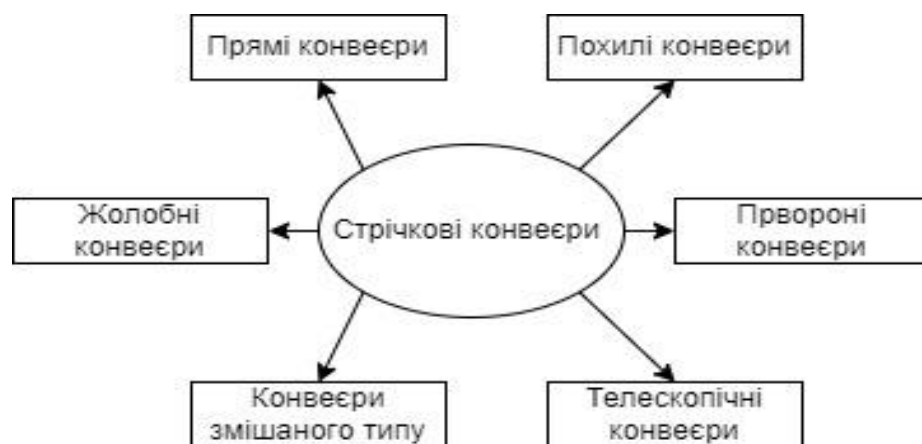 Прямі конвеєри
Похилі конвеєри
Жолобні
конвеєри
Стрічкові конвеєри
Првороні
конвеєри
Конвеєри
змішаного типу
Телескопічні
конвеєри